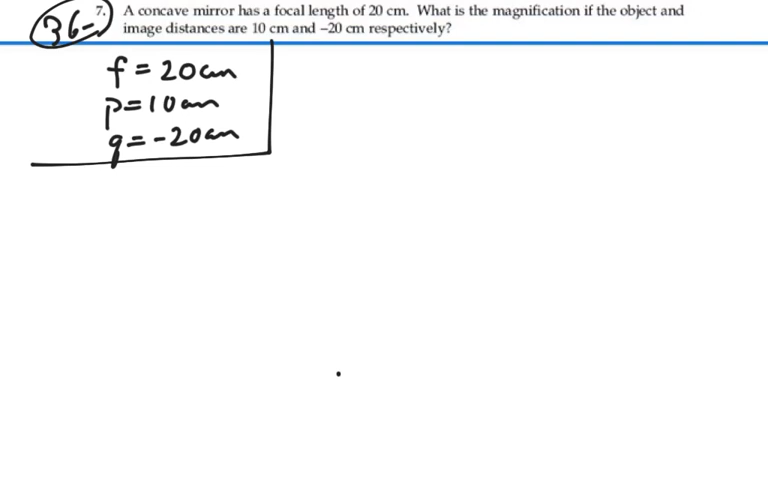 36-7. A concave mirror has a focal length of 20 cm. What is the magnification if the object and
image distances are 10 cm and –20 cm respectively?
f = 20cm
p=10cm
q=-20cm